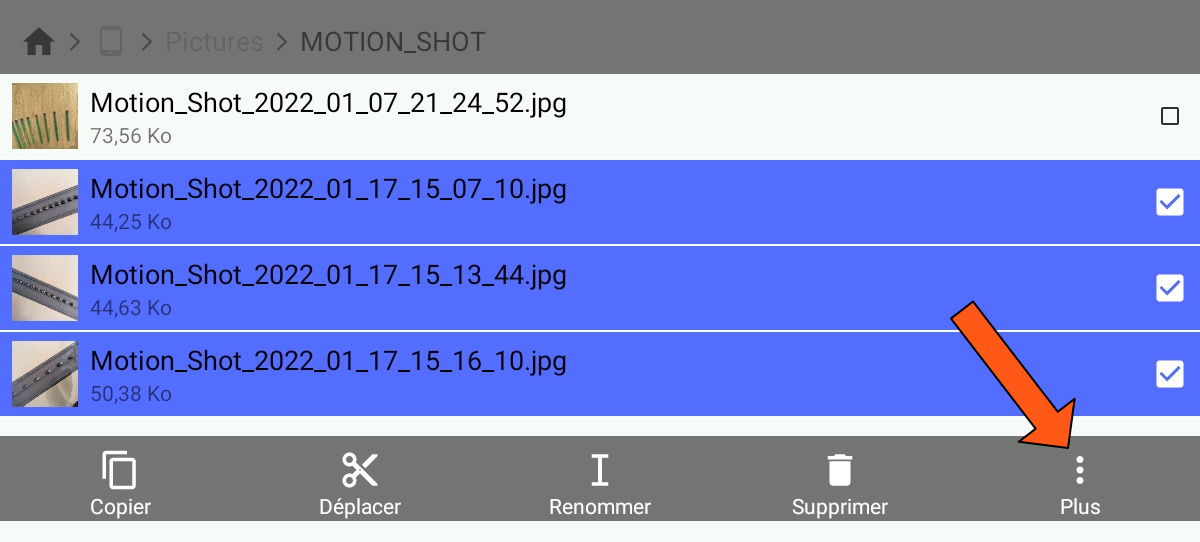 Pictures
MOTION_SHOT
Motion_Shot_2022_01_07_21_24_52.jpg
73,56 Ko
Motion_Shot_2022_01_17_15_07_10.jpg
44,25 Ko
Motion_Shot_2022_01_17_15_13_44.jpg
44,63 Ko
Motion_Shot_2022_01_17_15_16_10.jpg
50,38 Ko
Copier
Déplacer
Renommer
Supprimer
Plus